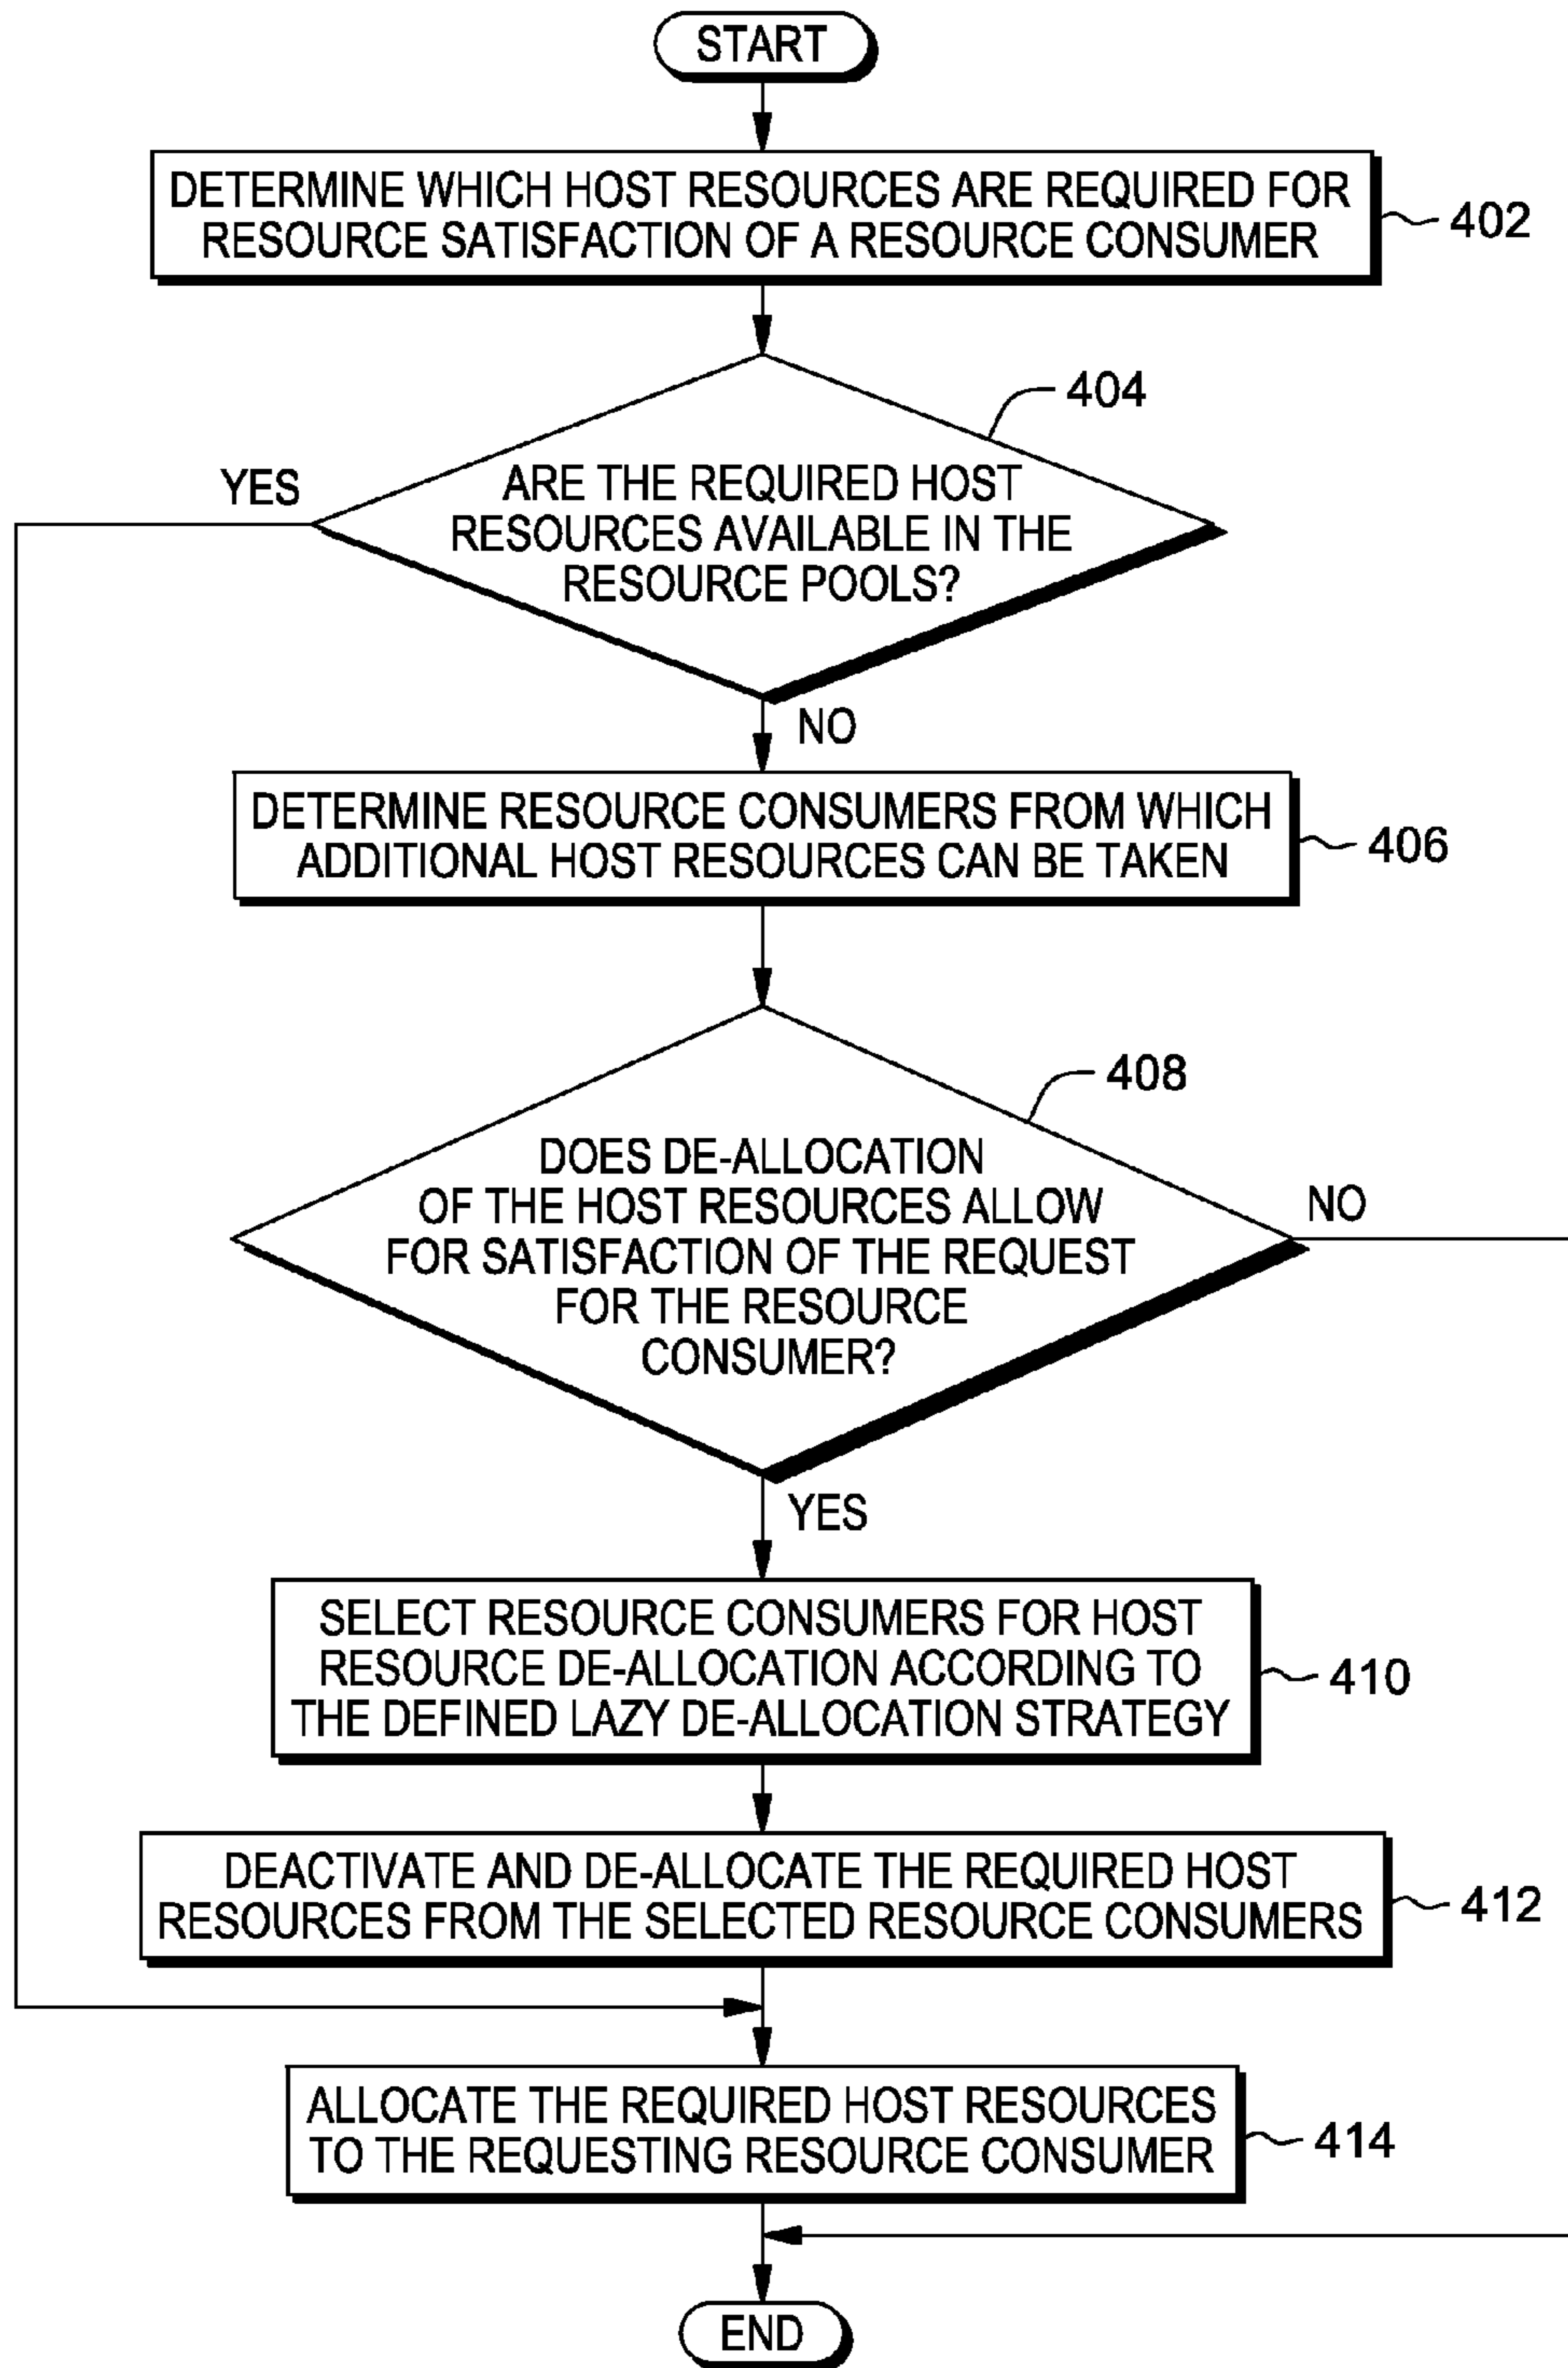 START
DETERMINE WHICH HOST RESOURCES ARE REQUIRED FOR
RESOURCE SATISFACTION OF A RESOURCE CONSUMER
402
404
YES
ARE THE REQUIRED HOST
RESOURCES AVAILABLE IN THE
RESOURCE POOLS?
NO
DETERMINE RESOURCE CONSUMERS FROM WHICH
ADDITIONAL HOST RESOURCES CAN BE TAKEN
406
408
DOES DE-ALLOCATION
OF THE HOST RESOURCES ALLOW
FOR SATISFACTION OF THE REQUEST
FOR THE RESOURCE
CONSUMER?
NO
YES
SELECT RESOURCE CONSUMERS FOR HOST
RESOURCE DE-ALLOCATION ACCORDING TO
THE DEFINED LAZY DE-ALLOCATION STRATEGY
410
DEACTIVATE AND DE-ALLOCATE THE REQUIRED HOST
RESOURCES FROM THE SELECTED RESOURCE CONSUMERS
412
ALLOCATE THE REQUIRED HOST RESOURCES
TO THE REQUESTING RESOURCE CONSUMER
414
END